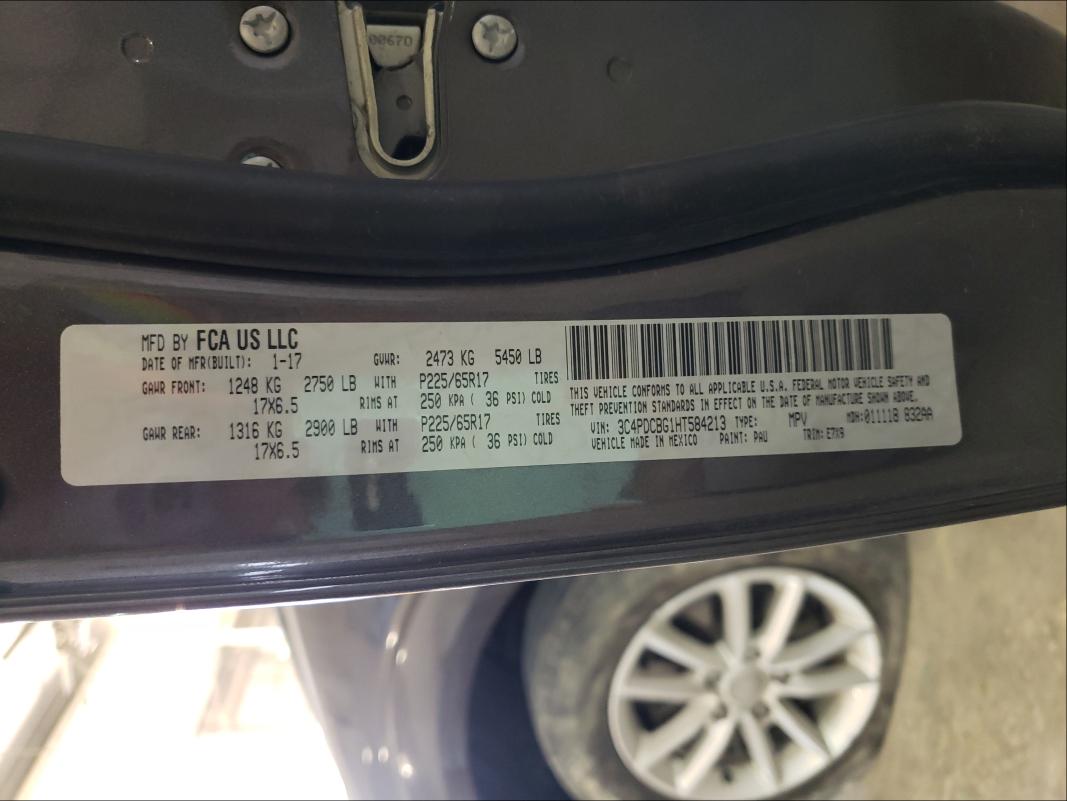 00670
MFD BY FCA US LLC
DATE OF MFR(BUILT): 1-17 GVWR: 2473 KG 5450 LB
GAWR FRONT: 1248 KG 2750 LB WITH P225/65R17 TIRES
17X6.5 RIMS AT 250 KPA ( 36 PSI) COLD
GAWR REAR: 1316 KG 2900 LB WITH P225/65R17 TIRES
17X6.5 RIMS AT 250 KPA ( 36 PSI) COLD
THIS VEHICLE CONFORMS TO ALL APPLICABLE U.S.A. FEDERAL MOTOR VEHICLE SAFETY AND
THEFT PREVENTION STANDARDS IN EFFECT ON THE DATE OF MANUFACTURE SHOWN ABOVE.
VIN: 3C4PDCBG1HT584213 TYPE: MPV MDH: 011118 832AA
VEHICLE MADE IN MEXICO PAINT: PAU TRIM: E7X9